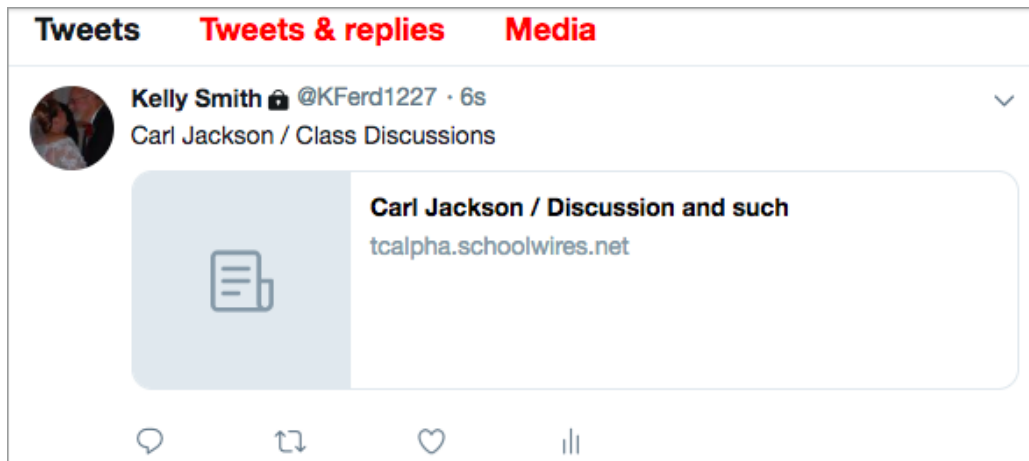 Tweets Tweets & replies Media
Kelly Smith @KFerd1227 · 6s
Carl Jackson / Class Discussions
Carl Jackson / Discussion and such
tcalpha.schoolwires.net